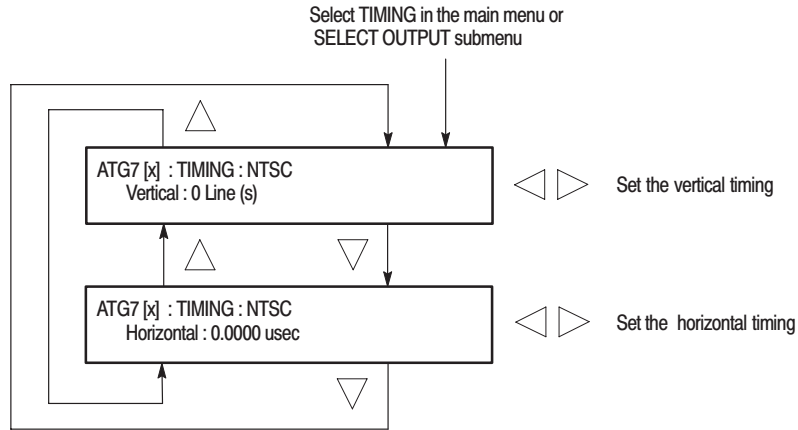 Select TIMING in the main menu or
SELECT OUTPUT submenu
ATG7 [x] : TIMING : NTSC
Vertical : 0 Line (s)
Set the vertical timing
ATG7 [x] : TIMING : NTSC
Horizontal : 0.0000 usec
Set the horizontal timing